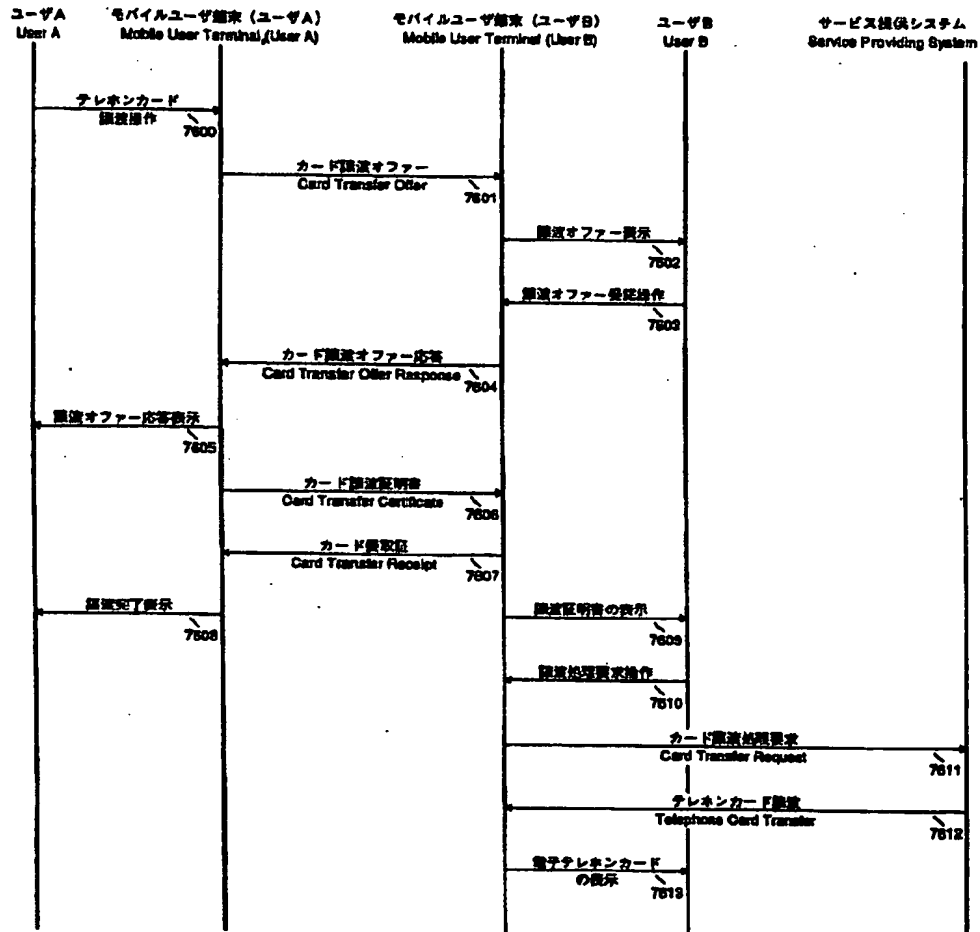 ユーザA
User A
モバイルユーザ端末(ユーザA)
Mobile User Terminal (User A)
モバイルユーザ端末(ユーザB)
Mobile User Terminal (User B)
ユーザB
User B
サービス提供システム
Service Providing System
テレホンカード
譲渡操作
7600
カード譲渡オファー
Card Transfer Offer
7601
譲渡オファー表示
7602
譲渡オファー受諾操作
7603
カード譲渡オファー応答
Card Transfer Offer Response
7604
譲渡オファー応答表示
7605
カード譲渡証明書
Card Transfer Certificate
7606
カード受取証
Card Transfer Receipt
7607
譲渡完了表示
7608
譲渡証明書の表示
7609
譲渡処理要求操作
7610
カード譲渡処理要求
Card Transfer Request
7611
テレホンカード譲渡
Telephone Card Transfer
7612
電子テレホンカード
の表示
7613